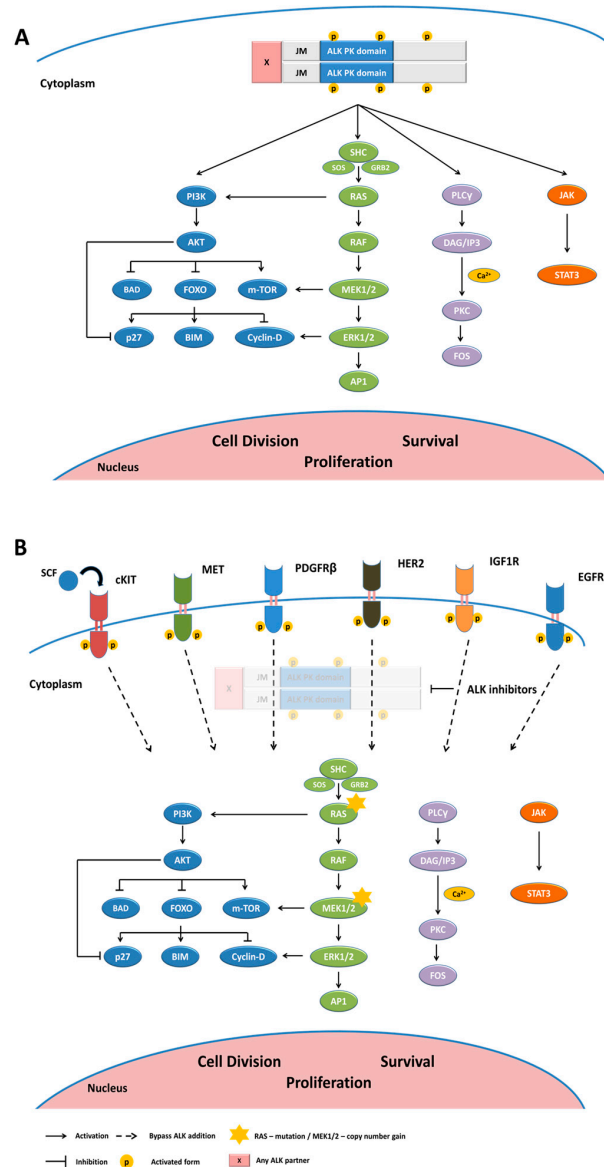 A
Cytoplasm
p p p
X JM ALK PK domain
JM ALK PK domain
p p p
SHC
SOS GRB2
PI3K RAS PLCγ JAK
AKT RAF DAG/IP3
Ca²⁺ STAT3
BAD FOXO m-TOR MEK1/2
PKC
p27 BIM Cyclin-D ERK1/2
FOS
AP1
Cell Division Survival
Proliferation
Nucleus
B
SCF cKIT MET PDGFRβ HER2 IGF1R EGFR
p p p p p p p p p p p p
Cytoplasm
p p p
X JM ALK PK domain
JM ALK PK domain
p p p
ALK inhibitors
SHC
SOS GRB2
PI3K RAS PLCγ JAK
AKT RAF DAG/IP3
Ca²⁺ STAT3
BAD FOXO m-TOR MEK1/2
PKC
p27 BIM Cyclin-D ERK1/2
FOS
AP1
Cell Division Survival
Proliferation
Nucleus
Activation Bypass ALK addition RAS – mutation / MEK1/2 – copy number gain
Inhibition p Activated form X Any ALK partner